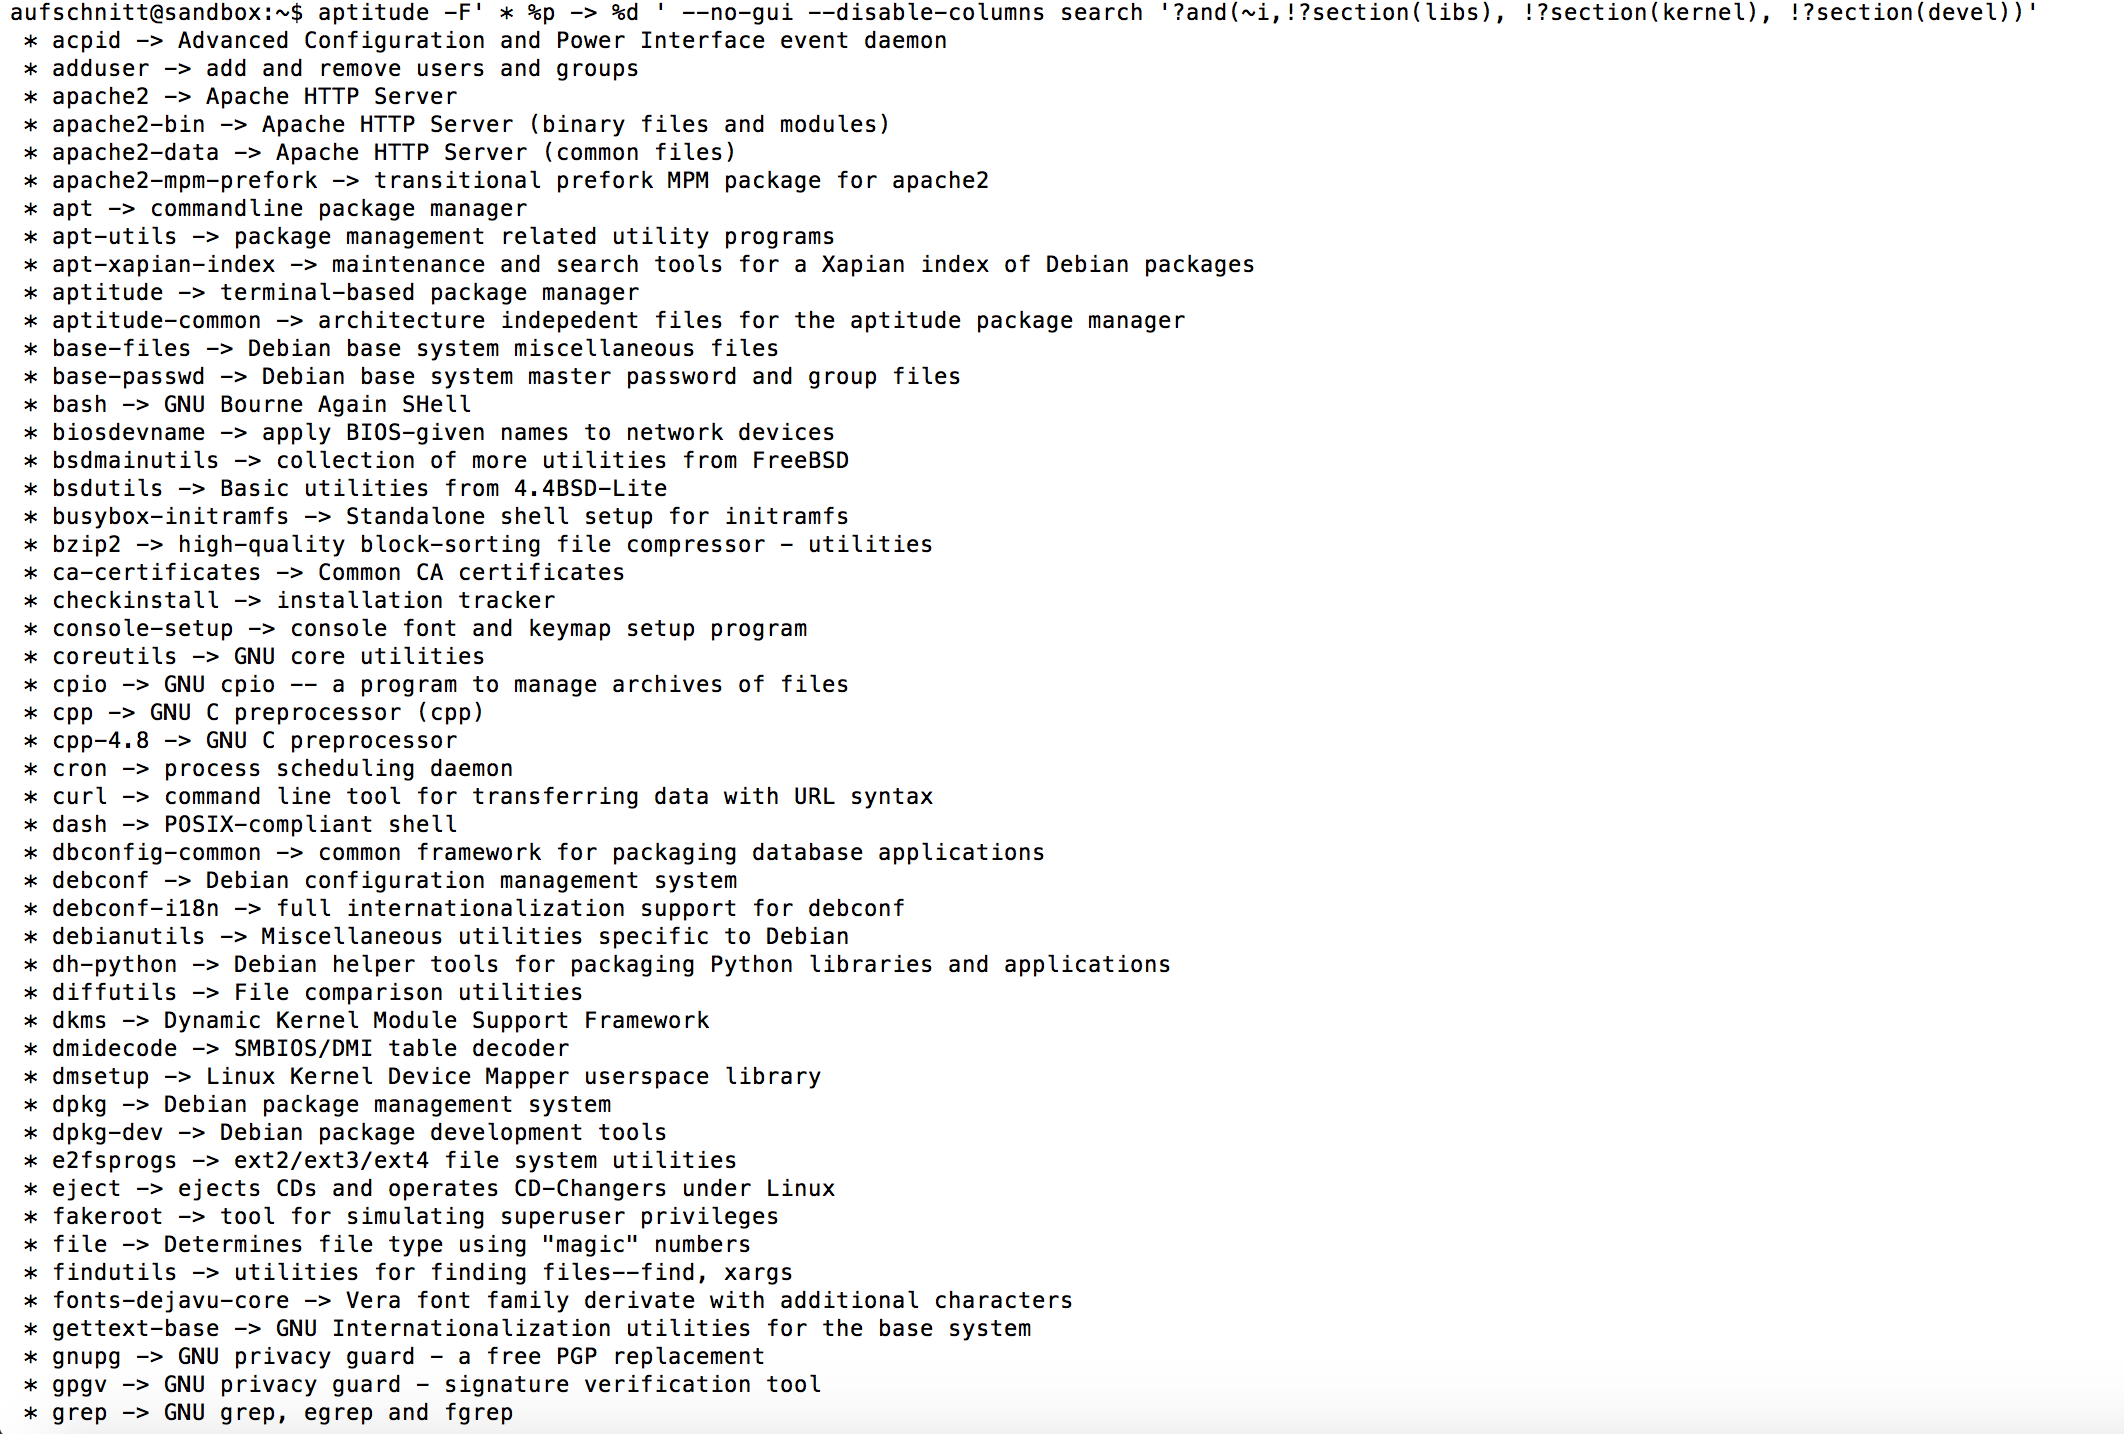 aufschnitt@sandbox:~$ aptitude -F' * %p -> %d ' --no-gui --disable-columns search '?and(~i,!?section(libs), !?section(kernel), !?section(devel))'
* acpid -> Advanced Configuration and Power Interface event daemon
* adduser -> add and remove users and groups
* apache2 -> Apache HTTP Server
* apache2-bin -> Apache HTTP Server (binary files and modules)
* apache2-data -> Apache HTTP Server (common files)
* apache2-mpm-prefork -> transitional prefork MPM package for apache2
* apt -> commandline package manager
* apt-utils -> package management related utility programs
* apt-xapian-index -> maintenance and search tools for a Xapian index of Debian packages
* aptitude -> terminal-based package manager
* aptitude-common -> architecture indepedent files for the aptitude package manager
* base-files -> Debian base system miscellaneous files
* base-passwd -> Debian base system master password and group files
* bash -> GNU Bourne Again SHell
* biosdevname -> apply BIOS-given names to network devices
* bsdmainutils -> collection of more utilities from FreeBSD
* bsdutils -> Basic utilities from 4.4BSD-Lite
* busybox-initramfs -> Standalone shell setup for initramfs
* bzip2 -> high-quality block-sorting file compressor - utilities
* ca-certificates -> Common CA certificates
* checkinstall -> installation tracker
* console-setup -> console font and keymap setup program
* coreutils -> GNU core utilities
* cpio -> GNU cpio -- a program to manage archives of files
* cpp -> GNU C preprocessor (cpp)
* cpp-4.8 -> GNU C preprocessor
* cron -> process scheduling daemon
* curl -> command line tool for transferring data with URL syntax
* dash -> POSIX-compliant shell
* dbconfig-common -> common framework for packaging database applications
* debconf -> Debian configuration management system
* debconf-i18n -> full internationalization support for debconf
* debianutils -> Miscellaneous utilities specific to Debian
* dh-python -> Debian helper tools for packaging Python libraries and applications
* diffutils -> File comparison utilities
* dkms -> Dynamic Kernel Module Support Framework
* dmidecode -> SMBIOS/DMI table decoder
* dmsetup -> Linux Kernel Device Mapper userspace library
* dpkg -> Debian package management system
* dpkg-dev -> Debian package development tools
* e2fsprogs -> ext2/ext3/ext4 file system utilities
* eject -> ejects CDs and operates CD-Changers under Linux
* fakeroot -> tool for simulating superuser privileges
* file -> Determines file type using "magic" numbers
* findutils -> utilities for finding files--find, xargs
* fonts-dejavu-core -> Vera font family derivate with additional characters
* gettext-base -> GNU Internationalization utilities for the base system
* gnupg -> GNU privacy guard - a free PGP replacement
* gpgv -> GNU privacy guard - signature verification tool
* grep -> GNU grep, egrep and fgrep